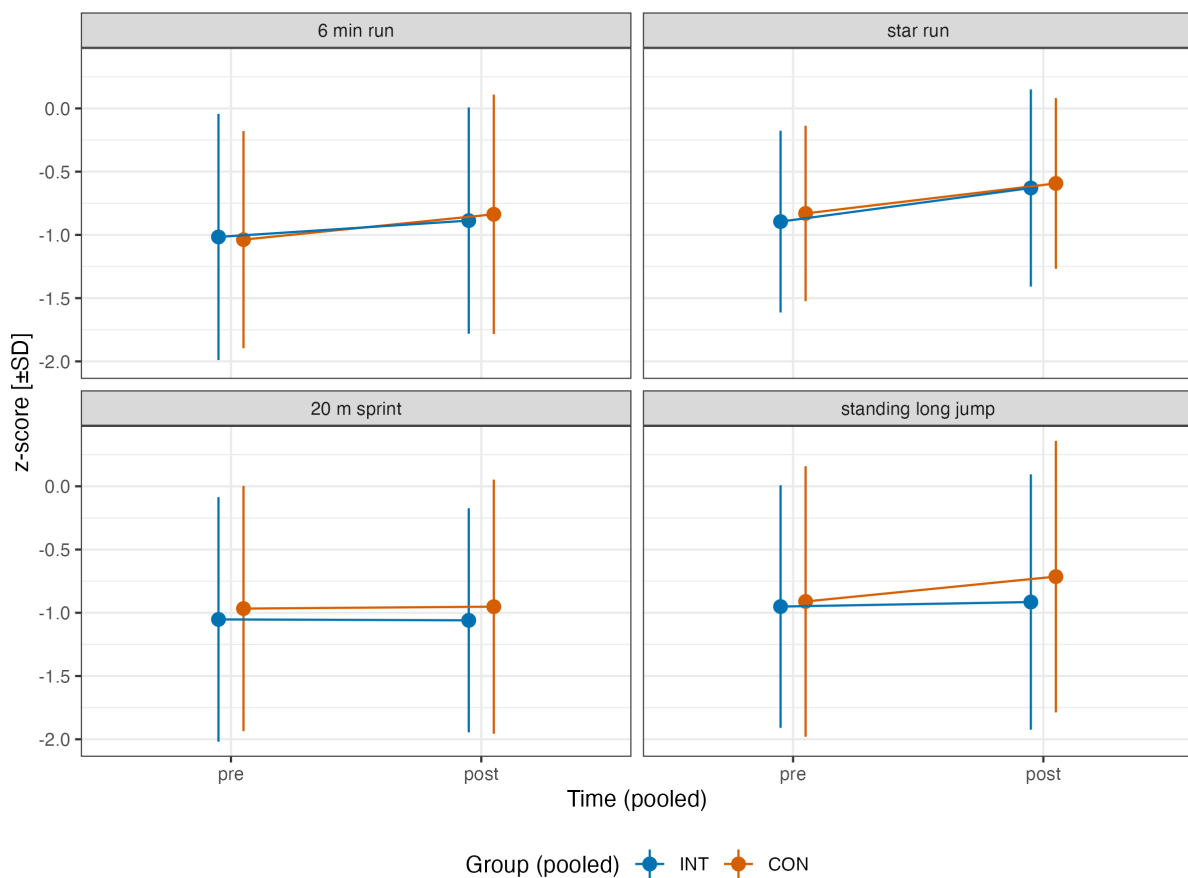 6 min run
star run
0.0
-0.5
-1.0
-1.5
-2.0
20 m sprint
standing long jump
0.0
-0.5
-1.0
-1.5
-2.0
z-score [±SD]
pre
post
pre
post
Time (pooled)
Group (pooled) INT CON